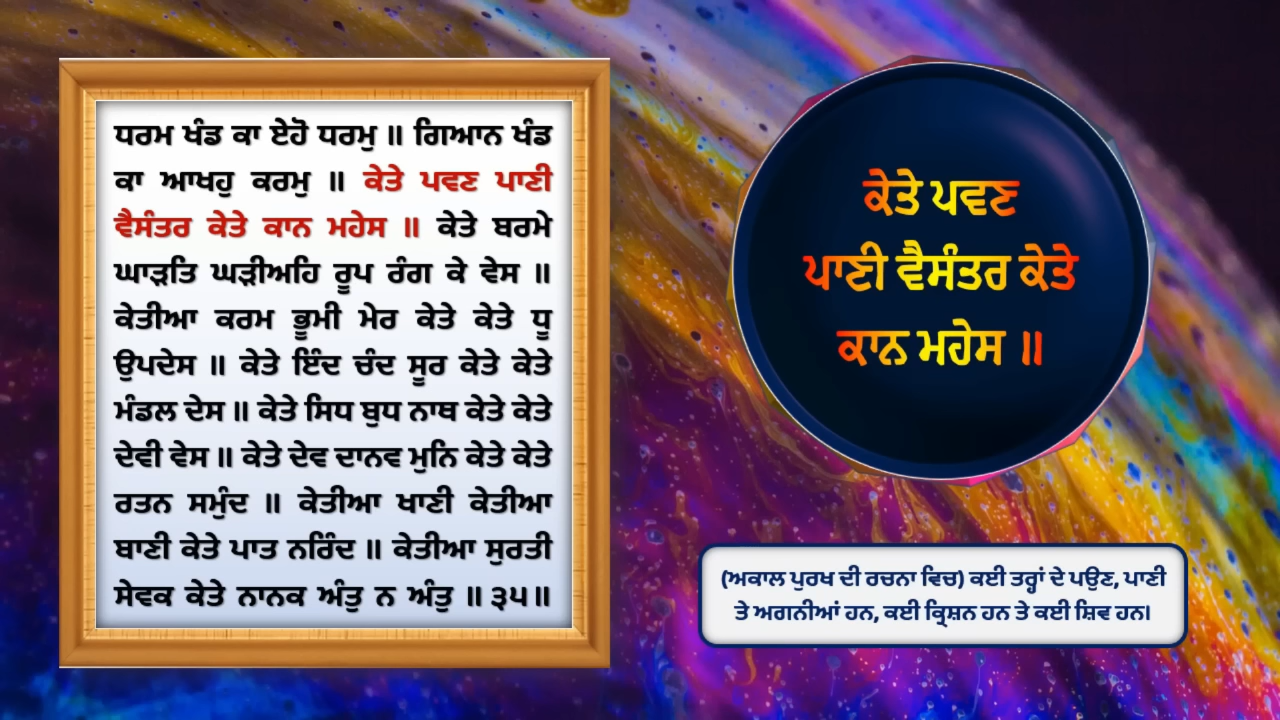 ਧਰਮ ਖੰਡ ਕਾ ਏਹੋ ਧਰਮੁ ॥ ਗਿਆਨ ਖੰਡ
ਕਾ ਆਖਹੁ ਕਰਮੁ ॥ ਕੇਤੇ ਪਵਣ ਪਾਣੀ
ਵੈਸੰਤਰ ਕੇਤੇ ਕਾਨ ਮਹੇਸ ॥ ਕੇਤੇ ਬਰਮੇ
ਘਾੜਤਿ ਘੜੀਅਹਿ ਰੂਪ ਰੰਗ ਕੇ ਵੇਸ ॥
ਕੇਤੀਆ ਕਰਮ ਭੂਮੀ ਮੇਰ ਕੇਤੇ ਕੇਤੇ ਧੂ
ਉਪਦੇਸ ॥ ਕੇਤੇ ਇੰਦ ਚੰਦ ਸੂਰ ਕੇਤੇ ਕੇਤੇ
ਮੰਡਲ ਦੇਸ ॥ ਕੇਤੇ ਸਿਧ ਬੁਧ ਨਾਥ ਕੇਤੇ ਕੇਤੇ
ਦੇਵੀ ਵੇਸ ॥ ਕੇਤੇ ਦੇਵ ਦਾਨਵ ਮੁਨਿ ਕੇਤੇ ਕੇਤੇ
ਰਤਨ ਸਮੁੰਦ ॥ ਕੇਤੀਆ ਖਾਣੀ ਕੇਤੀਆ
ਬਾਣੀ ਕੇਤੇ ਪਾਤ ਨਰਿੰਦ ॥ ਕੇਤੀਆ ਸੁਰਤੀ
ਸੇਵਕ ਕੇਤੇ ਨਾਨਕ ਅੰਤੁ ਨ ਅੰਤੁ ॥੩੫॥
ਕੇਤੇ ਪਵਣ
ਪਾਣੀ ਵੈਸੰਤਰ ਕੇਤੇ
ਕਾਨ ਮਹੇਸ ॥
(ਅਕਾਲ ਪੁਰਖ ਦੀ ਰਚਨਾ ਵਿਚ) ਕਈ ਤਰ੍ਹਾਂ ਦੇ ਪਉਣ, ਪਾਣੀ
ਤੇ ਅਗਨੀਆਂ ਹਨ, ਕਈ ਕ੍ਰਿਸ਼ਨ ਹਨ ਤੇ ਕਈ ਸ਼ਿਵ ਹਨ।